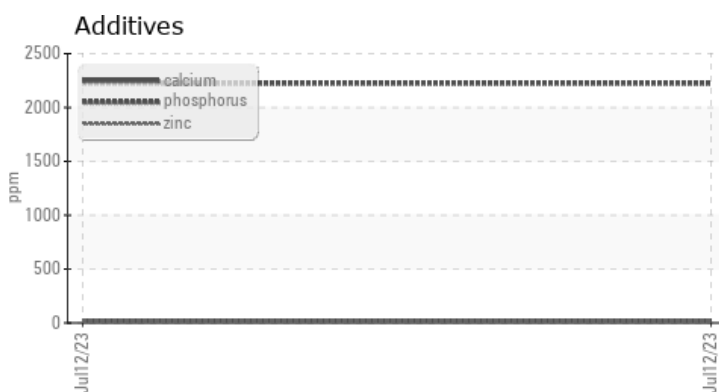 Additives
2500
2000
1500
1000
500
0
ppm
calcium
phosphorus
zinc
Jul12/23
Jul12/23